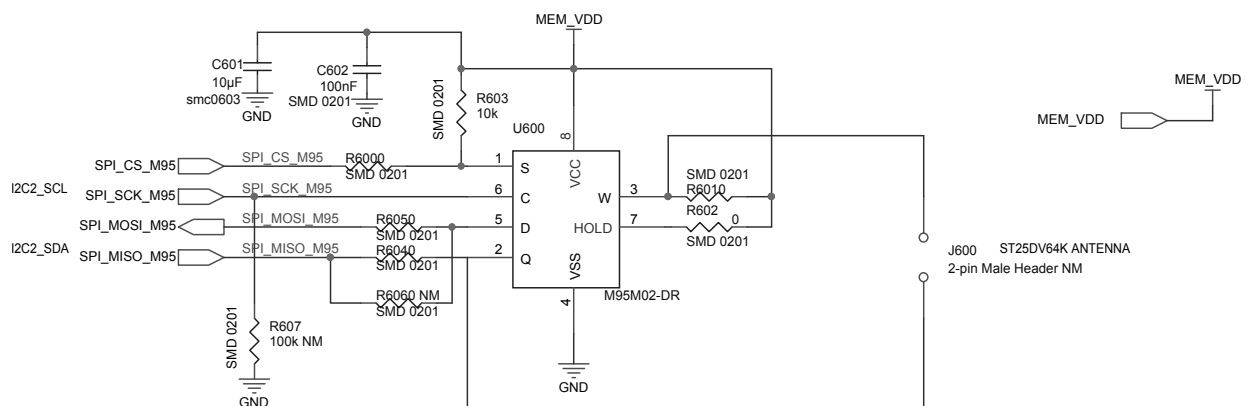 MEM_VDD
C601
10µF
smc0603
GND
C602
100nF
SMD 0201
GND
SMD 0201
R603
10k
MEM_VDD
MEM_VDD
U600
8
VCC
SPI_CS_M95
SPI_CS_M95
R6000
SMD 0201
1
S
I2C2_SCL
SPI_SCK_M95
SPI_SCK_M95
6
C
W
3
SMD 0201
R6010
SPI_MOSI_M95
SPI_MOSI_M95
R6050
SMD 0201
5
D
HOLD
7
R602
0
SMD 0201
I2C2_SDA
SPI_MISO_M95
SPI_MISO_M95
R6040
SMD 0201
2
Q
VSS
4
M95M02-DR
GND
R6060 NM
SMD 0201
SMD 0201
R607
100k NM
GND
J600
ST25DV64K ANTENNA
2-pin Male Header NM